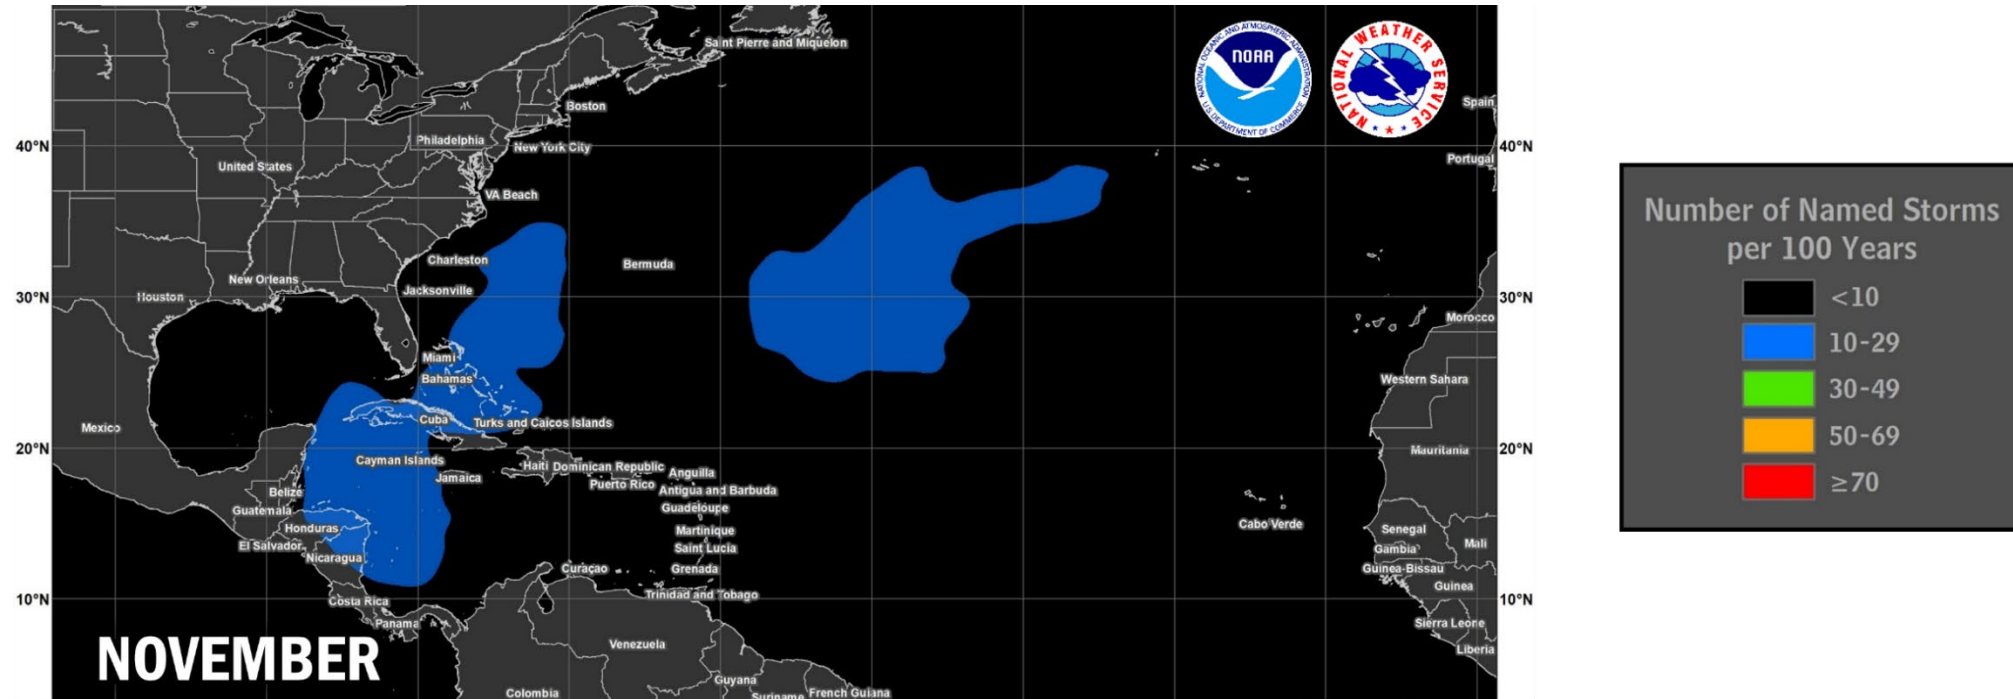 Saint Pierre and Miquelon
NATIONAL OCEANIC AND ATMOSPHERIC ADMINISTRATION
NOAA
U.S. DEPARTMENT OF COMMERCE
NATIONAL WEATHER SERVICE
Boston
Spain
Philadelphia
40°N
New York City
40°N
United States
Portugal
VA Beach
Charleston
Bermuda
New Orleans
Jacksonville
30°N
Houston
30°N
Morocco
Miami
Bahamas
Western Sahara
Mexico
Cuba
Turks and Caicos Islands
20°N
20°N
Mauritania
Cayman Islands
Haiti
Dominican Republic
Anguilla
Jamaica
Puerto Rico
Belize
Antigua and Barbuda
Guatemala
Guadeloupe
Cabo Verde
Honduras
Martinique
Senegal
El Salvador
Saint Lucia
Gambia
Mali
Nicaragua
Curaçao
Grenada
Guinea-Bissau
Guinea
10°N
Costa Rica
Trinidad and Tobago
10°N
Panama
Sierra Leone
Venezuela
Liberia
NOVEMBER
Guyana
Colombia
Suriname
French Guiana
Number of Named Storms
per 100 Years
<10
10-29
30-49
50-69
≥70